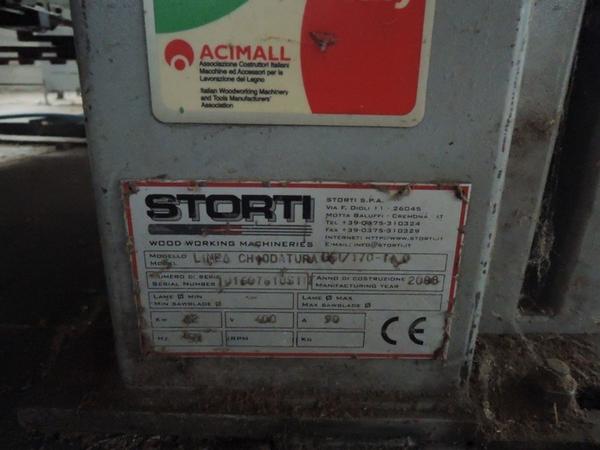 ACIMALL
Associazione Costruttori Italiani
Macchine ed Accessori per la
Lavorazione del Legno
Italian Woodworking Machinery
and Tools Manufacturers'
Association
STORTI
WOOD WORKING MACHINERIES
STORTI S.P.A.
VIA F. DIOLI 11 - 26045
MOTTA BALUFFI - CREMONA - IT
TEL +39-0375-310324
FAX +39-0375-310329
INTERNET: HTTP/WWW.STORTI.IT
E-MAIL: INFO@STORTI.IT
MODELLO
MODEL
LINEA CHIODATURA
NUMERO DI SERIE
SERIAL NUMBER
ANNO DI COSTRUZIONE
MANIFACTURING YEAR
2008
LAME Ø MIN
MIN SAWBLADE Ø
LAME Ø MAX
MAX SAWBLADE Ø
KW 42 V 400 A 90
HZ /RPM KG
CE